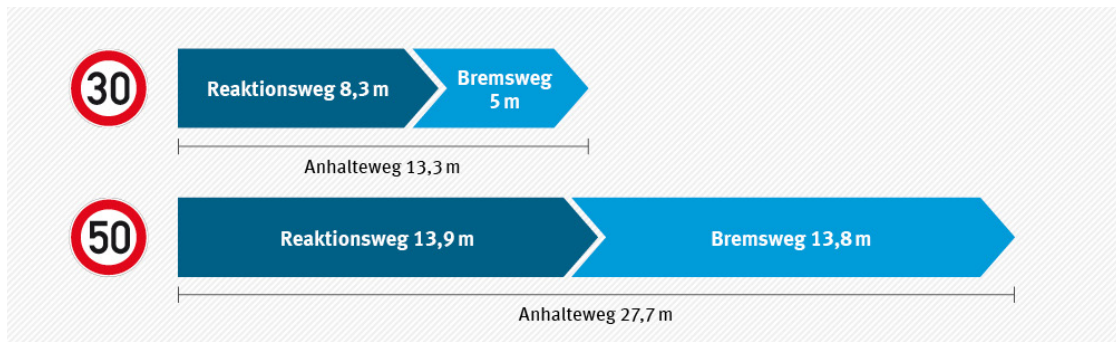 30
Reaktionsweg 8,3 m
Bremsweg
5 m
Anhalteweg 13,3 m
50
Reaktionsweg 13,9 m
Bremsweg 13,8 m
Anhalteweg 27,7 m